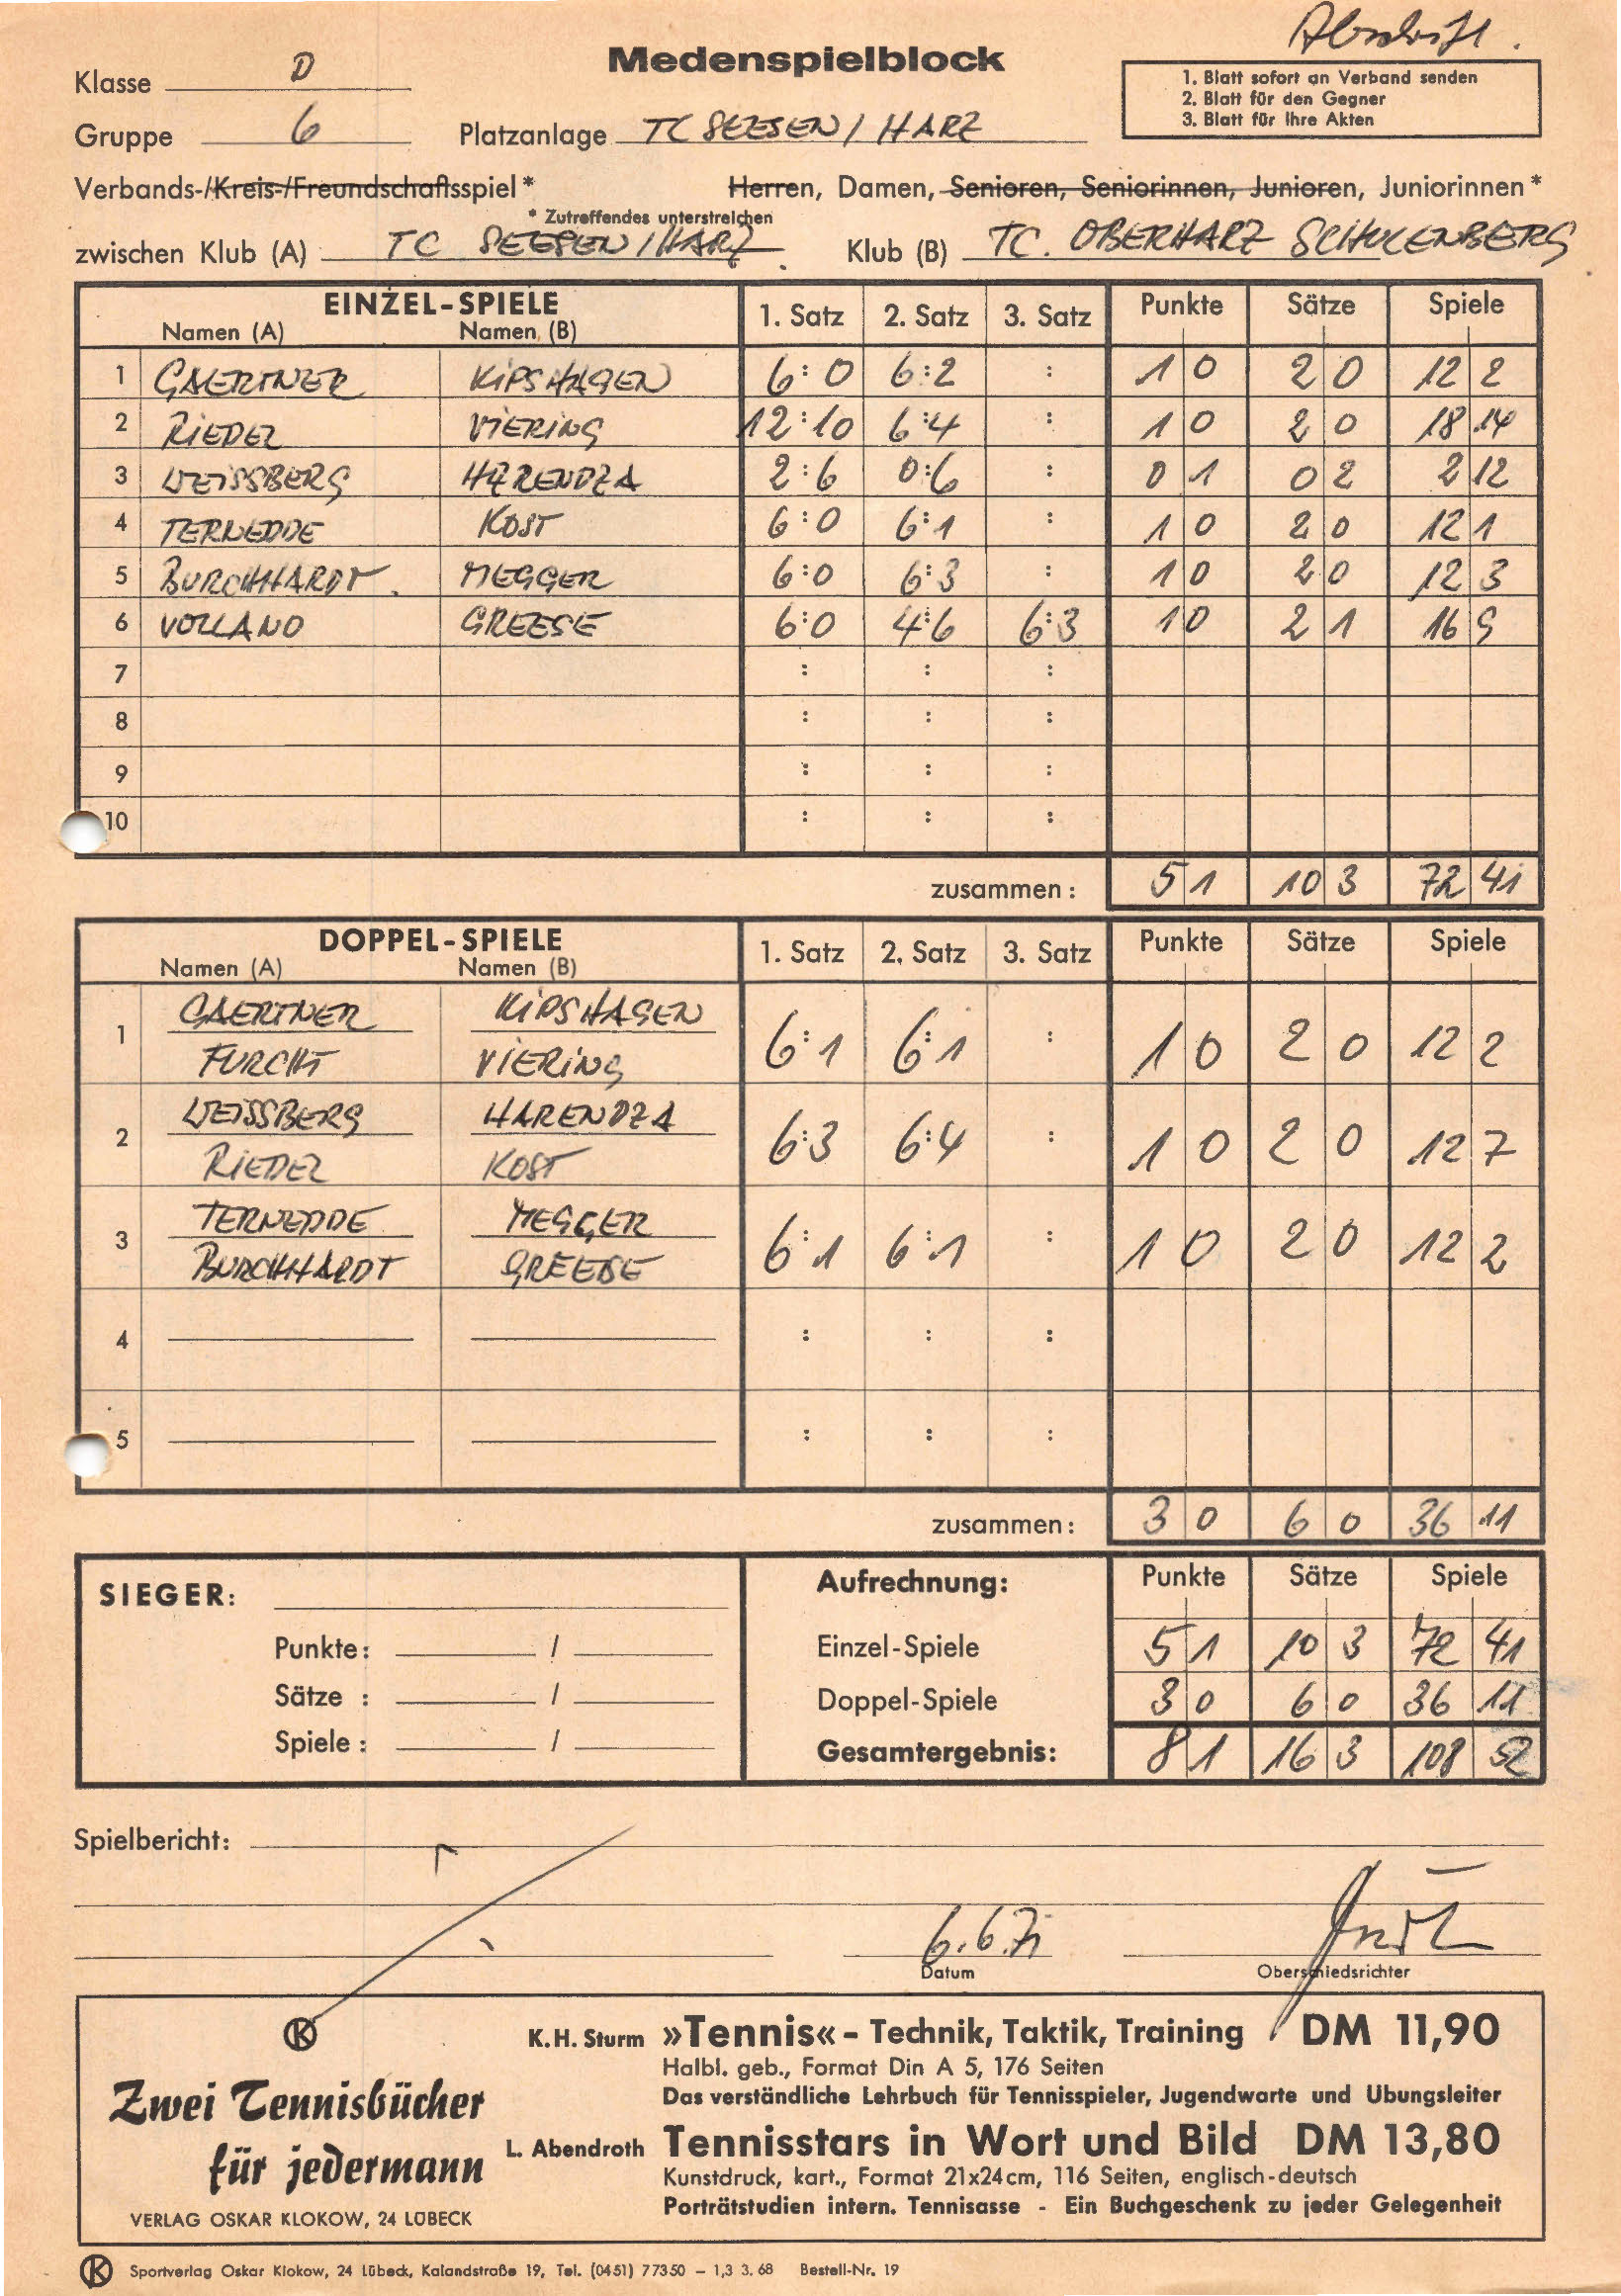 Abschrift.
Klasse D
Medenspielblock
1. Blatt sofort an Verband senden
2. Blatt für den Gegner
3. Blatt für Ihre Akten
Gruppe 6 Platzanlage TC SEESEN / HARZ
Verbands-/Kreis-/Freundschaftsspiel* Herren, Damen, Senioren, Seniorinnen, Junioren, Juniorinnen*
* Zutreffendes unterstreichen
zwischen Klub (A) TC SEESEN / HARZ Klub (B) TC. OBERHARZ SCHULENBERG
EINZEL-SPIELE 1. Satz 2. Satz 3. Satz Punkte Sätze Spiele
Namen (A) Namen (B)
1 GAERTNER KIPSHAGEN 6:0 6:2 : 1 0 2 0 12 2
2 RIEDEL VIERING 12:10 6:4 : 1 0 2 0 18 14
3 WEISSBERG HARENDZA 2:6 0:6 : 0 1 0 2 2 12
4 TERNEDDE KOST 6:0 6:1 : 1 0 2 0 12 1
5 BURCHHARDT MEGGER 6:0 6:3 : 1 0 2 0 12 3
6 VOLLAND GREESE 6:0 4:6 6:3 1 0 2 1 16 9
7 : : :
8 : : :
9 : : :
10 : : :
zusammen: 5 1 10 3 72 41
DOPPEL-SPIELE 1. Satz 2. Satz 3. Satz Punkte Sätze Spiele
Namen (A) Namen (B)
GAERTNER KIPSHAGEN
1 6:1 6:1 : 1 0 2 0 12 2
FURCHT VIERING
WEISSBERG HARENDZA
2 6:3 6:4 : 1 0 2 0 12 7
RIEDEL KOST
TERNEDDE MEGGER
3 6:1 6:1 : 1 0 2 0 12 2
BURCHHARDT GREESE
4 : : :
5 : : :
zusammen: 3 0 6 0 36 11
SIEGER: Aufrechnung: Punkte Sätze Spiele
Punkte: / Einzel-Spiele 5 1 10 3 72 41
Sätze : / Doppel-Spiele 3 0 6 0 36 11
Spiele : / Gesamtergebnis: 8 1 16 3 108 52
Spielbericht:
6.6.71
Datum Oberschiedsrichter
K
K. H. Sturm »Tennis« - Technik, Taktik, Training DM 11,90
Halbl. geb., Format Din A 5, 176 Seiten
Zwei Tennisbücher
Das verständliche Lehrbuch für Tennisspieler, Jugendwarte und Übungsleiter
für jedermann
L. Abendroth Tennisstars in Wort und Bild DM 13,80
Kunstdruck, kart., Format 21x24cm, 116 Seiten, englisch-deutsch
VERLAG OSKAR KLOKOW, 24 LÜBECK
Porträtstudien intern. Tennisasse - Ein Buchgeschenk zu jeder Gelegenheit
K Sportverlag Oskar Klokow, 24 Lübeck, Kalandstraße 19, Tel. (0451) 77350 – 1,3 3. 68 Bestell-Nr. 19